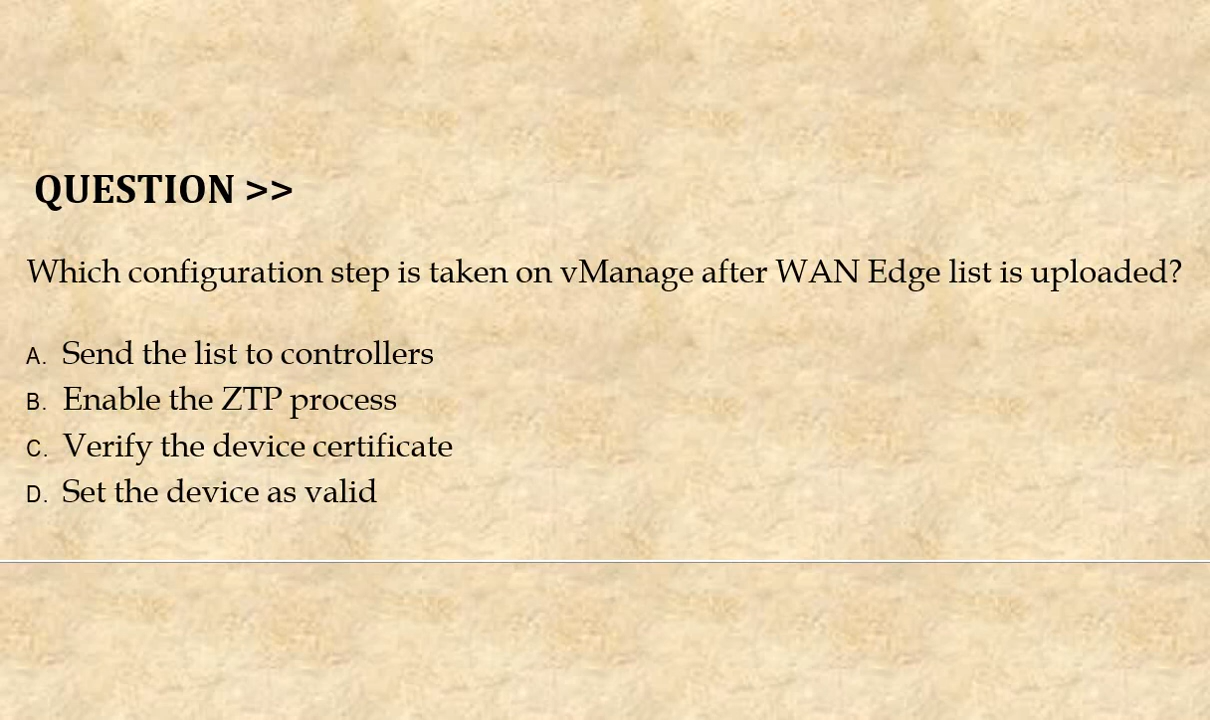 QUESTION >>
Which configuration step is taken on vManage after WAN Edge list is uploaded?
A. Send the list to controllers
B. Enable the ZTP process
C. Verify the device certificate
D. Set the device as valid